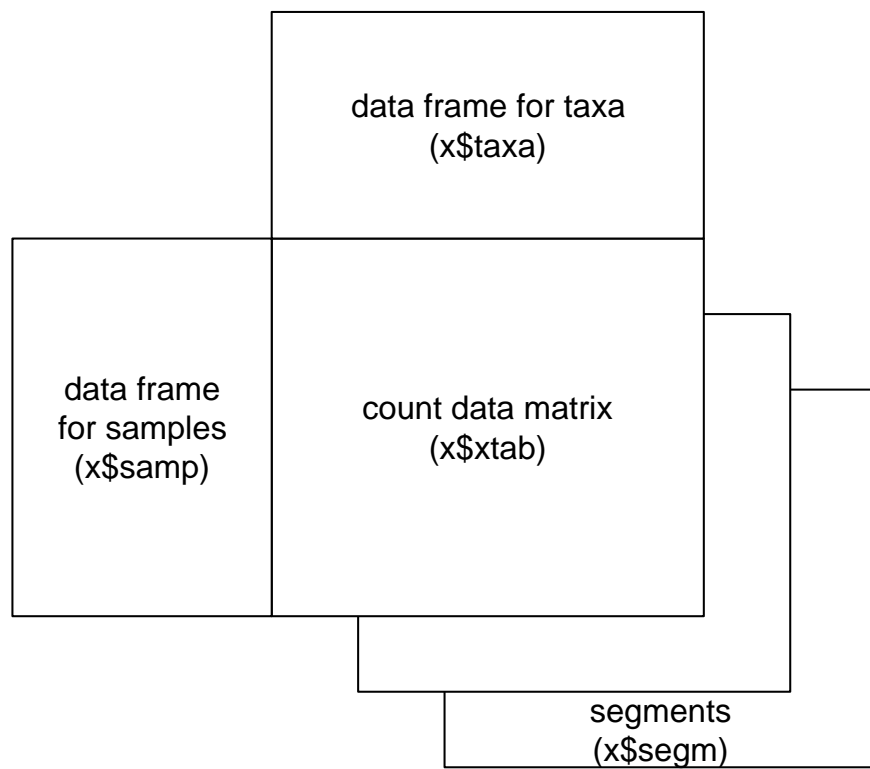 data frame for taxa
(x$taxa)
data frame
for samples
(x$samp)
count data matrix
(x$xtab)
segments
(x$segm)